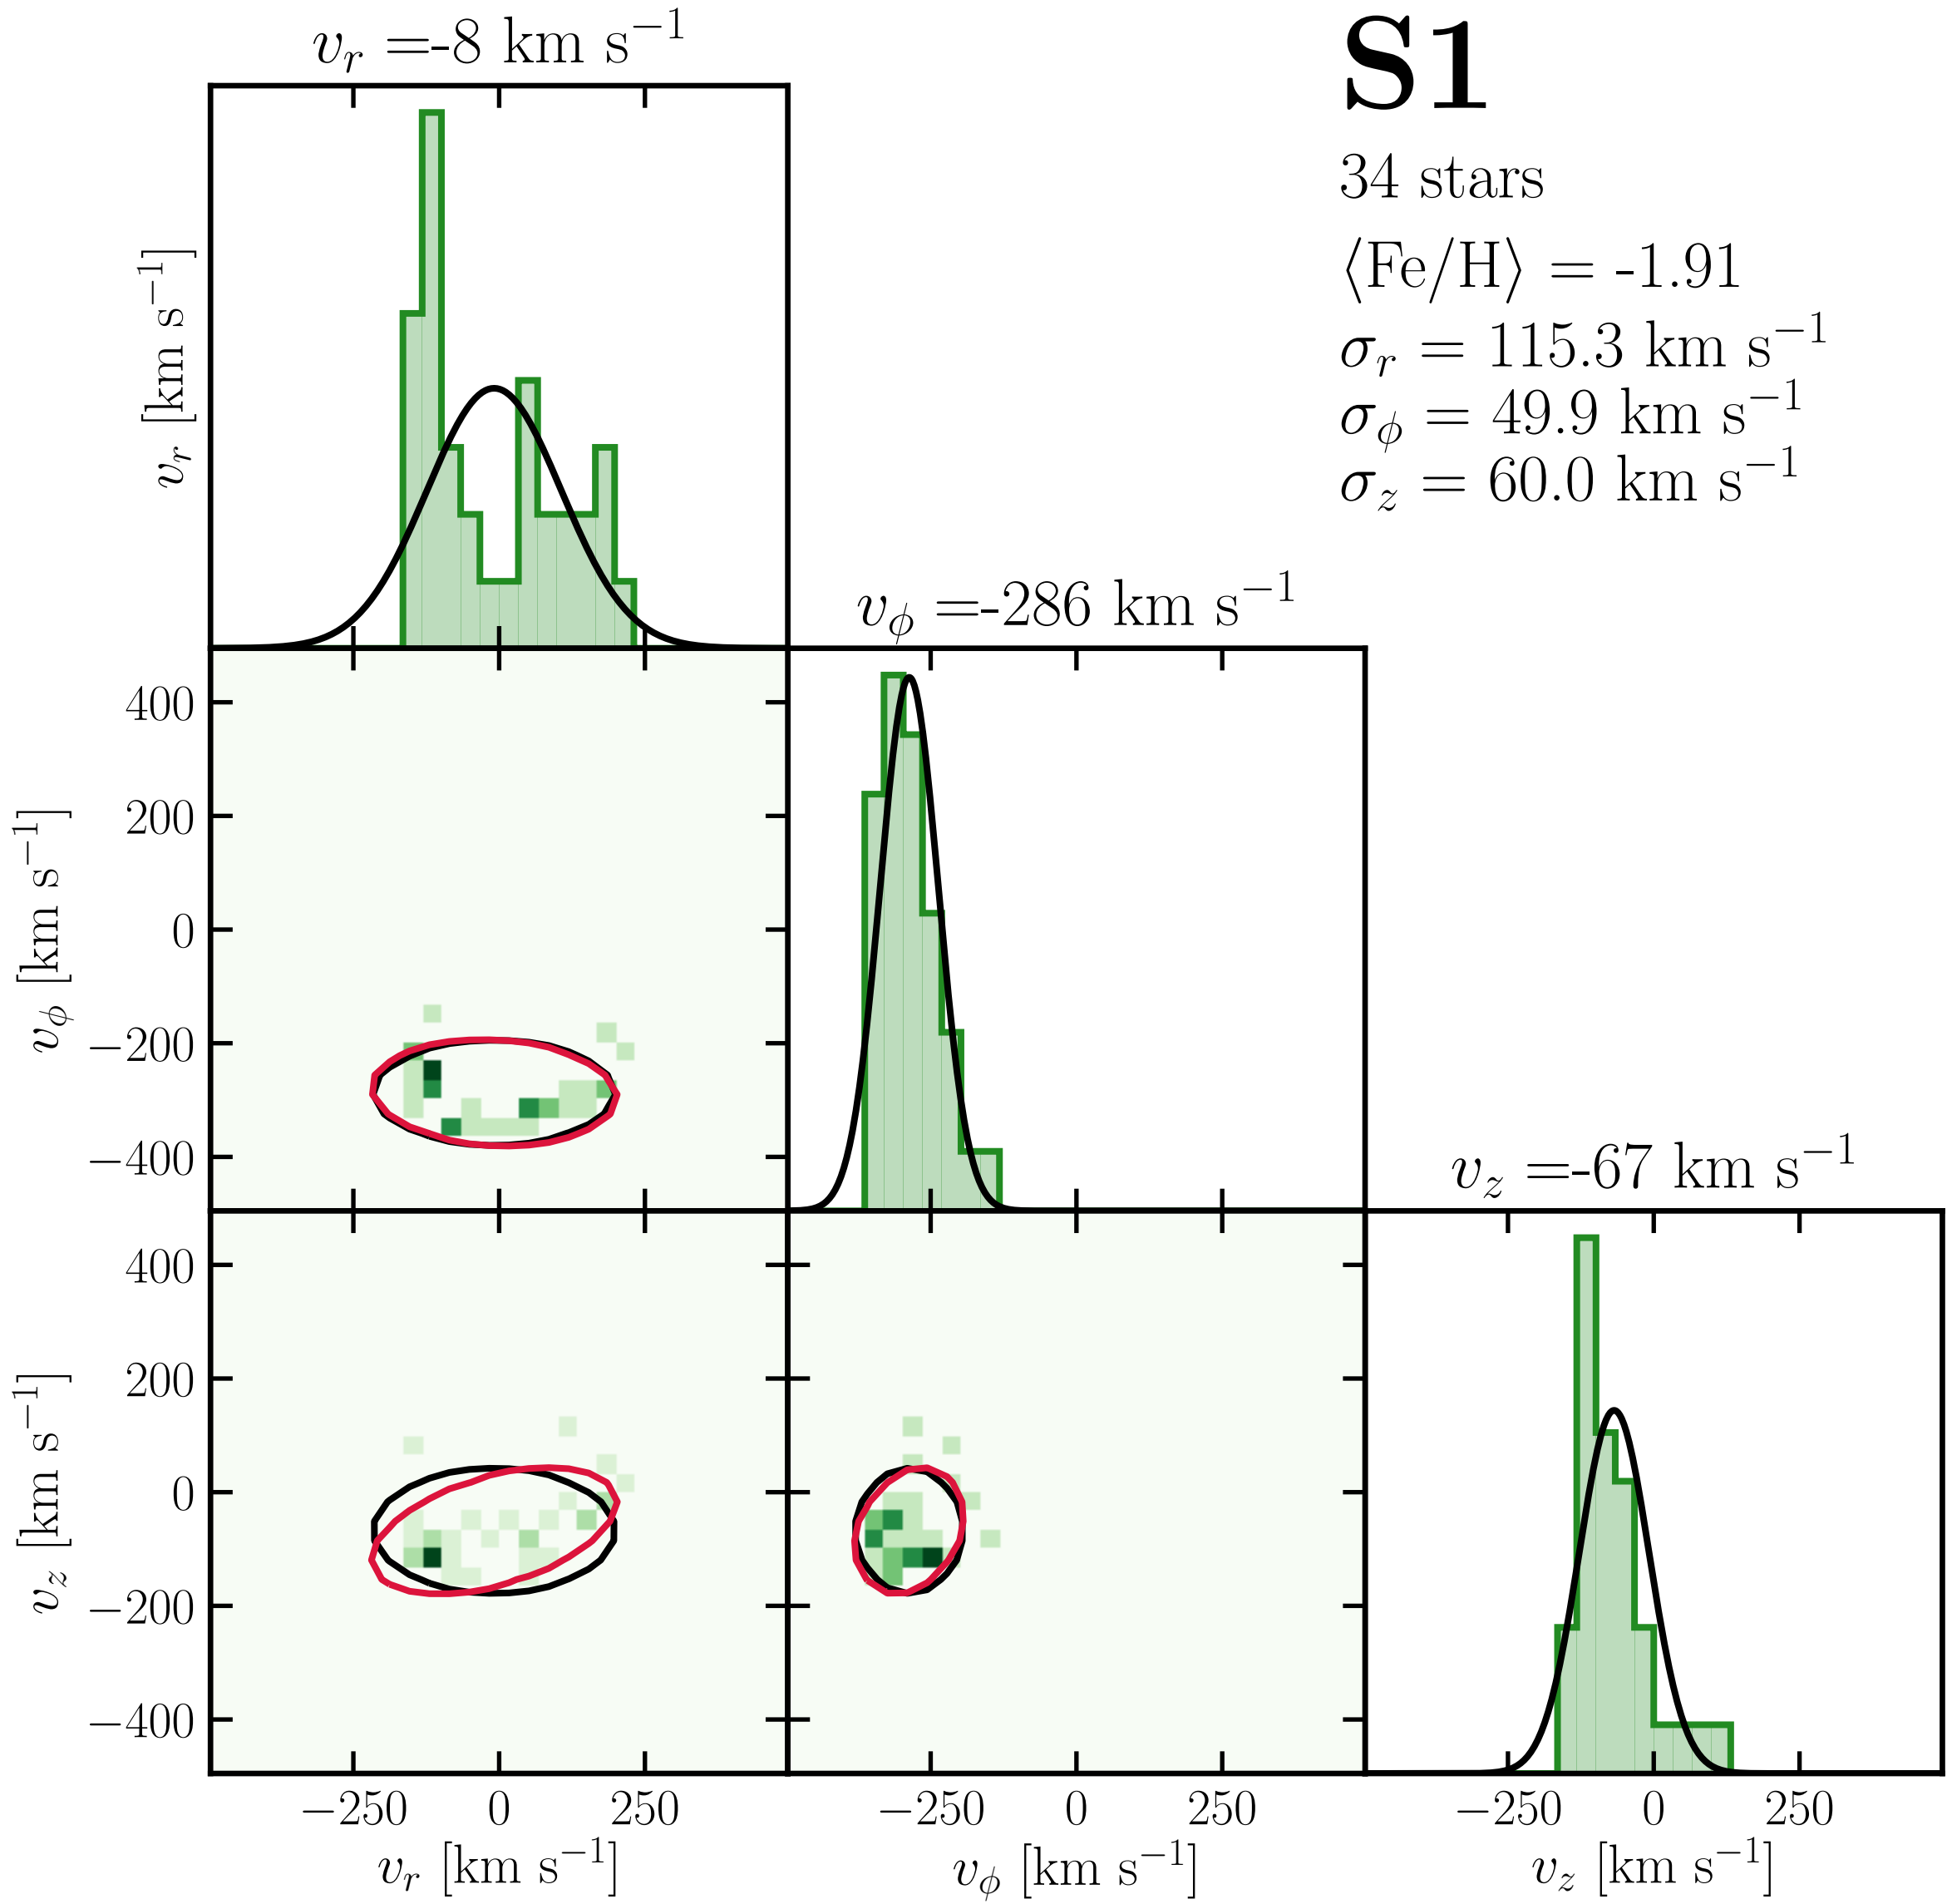 v_r =-8 km s⁻¹
S1
34 stars
⟨Fe/H⟩ = -1.91
σ_r = 115.3 km s⁻¹
σ_ϕ = 49.9 km s⁻¹
σ_z = 60.0 km s⁻¹
v_r [km s⁻¹]
v_ϕ =-286 km s⁻¹
400
200
0
−200
−400
v_ϕ [km s⁻¹]
v_z =-67 km s⁻¹
400
200
0
−200
−400
v_z [km s⁻¹]
−250 0 250
−250 0 250
−250 0 250
v_r [km s⁻¹]
v_ϕ [km s⁻¹]
v_z [km s⁻¹]